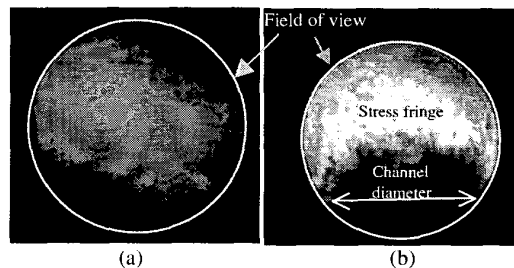 Field of view
Stress fringe
Channel
diameter
(a)
(b)